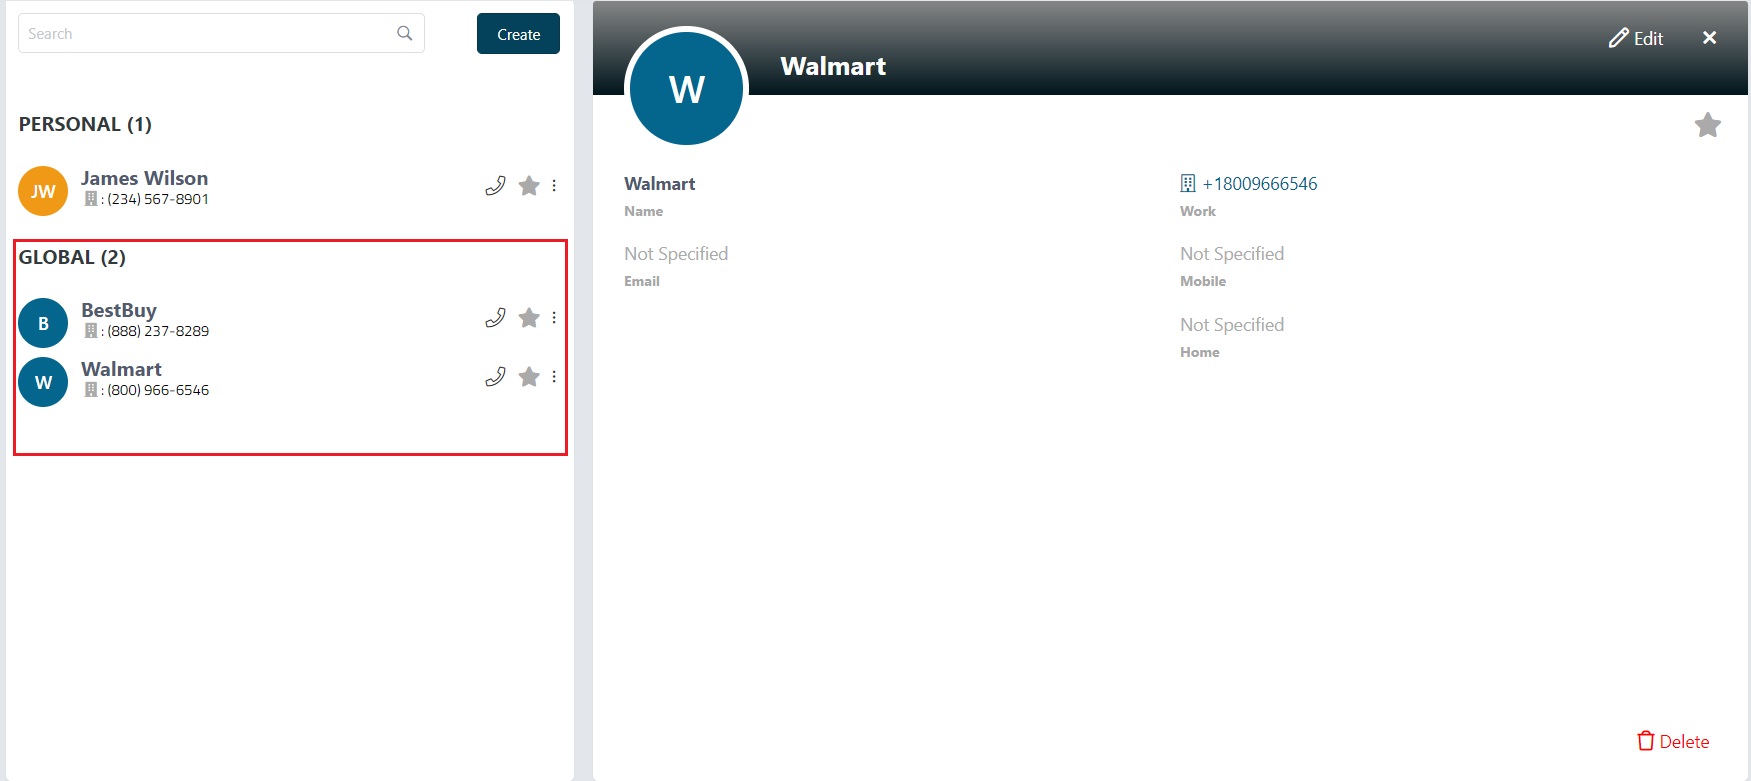 Search
Create
PERSONAL (1)
JW
James Wilson
: (234) 567-8901
GLOBAL (2)
B
BestBuy
: (888) 237-8289
W
Walmart
: (800) 966-6546
W
Walmart
Edit
Walmart
Name
+18009666546
Work
Not Specified
Email
Not Specified
Mobile
Not Specified
Home
Delete